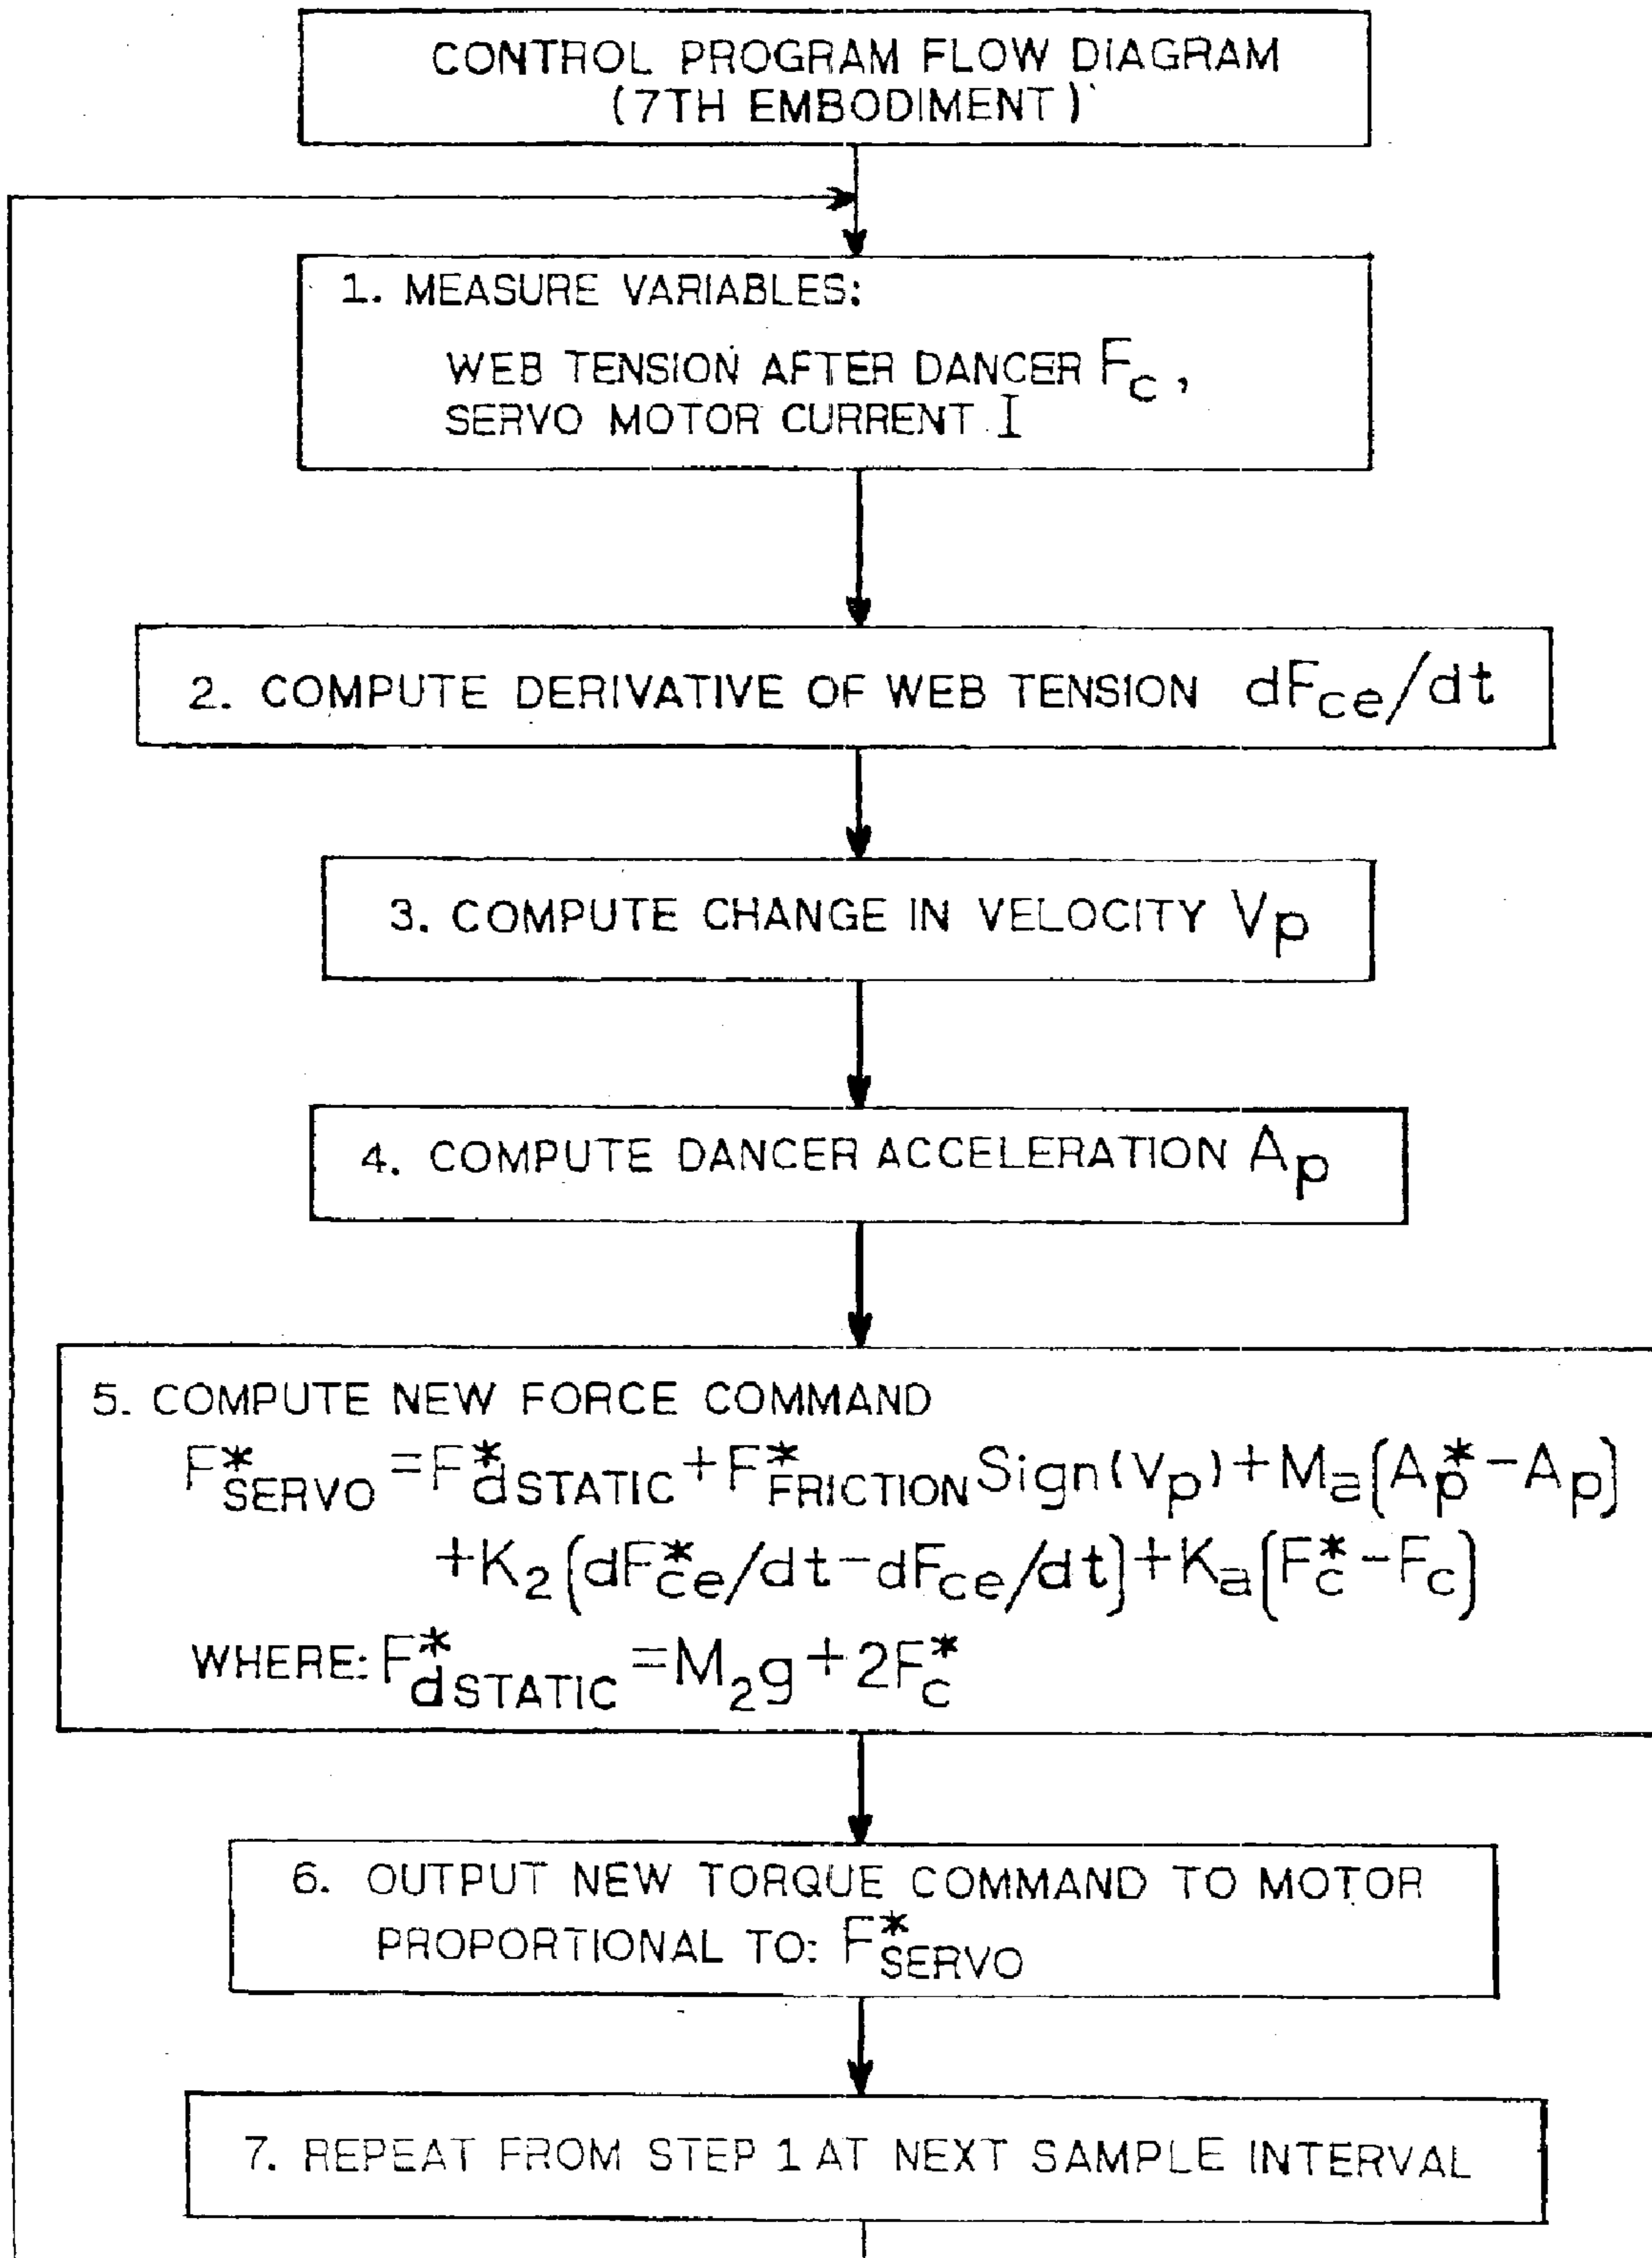 CONTROL PROGRAM FLOW DIAGRAM
(7TH EMBODIMENT)
1. MEASURE VARIABLES:
WEB TENSION AFTER DANCER F_c,
SERVO MOTOR CURRENT I
2. COMPUTE DERIVATIVE OF WEB TENSION dF_ce/dt
3. COMPUTE CHANGE IN VELOCITY V_p
4. COMPUTE DANCER ACCELERATION A_p
5. COMPUTE NEW FORCE COMMAND
F*_SERVO = F*_dSTATIC + F*_FRICTION Sign(V_p) + M_a[A*_p - A_p]
+ K_2[dF*_ce/dt - dF_ce/dt] + K_a[F*_c - F_c]
WHERE: F*_dSTATIC = M_2g + 2F*_c
6. OUTPUT NEW TORQUE COMMAND TO MOTOR
PROPORTIONAL TO: F*_SERVO
7. REPEAT FROM STEP 1 AT NEXT SAMPLE INTERVAL